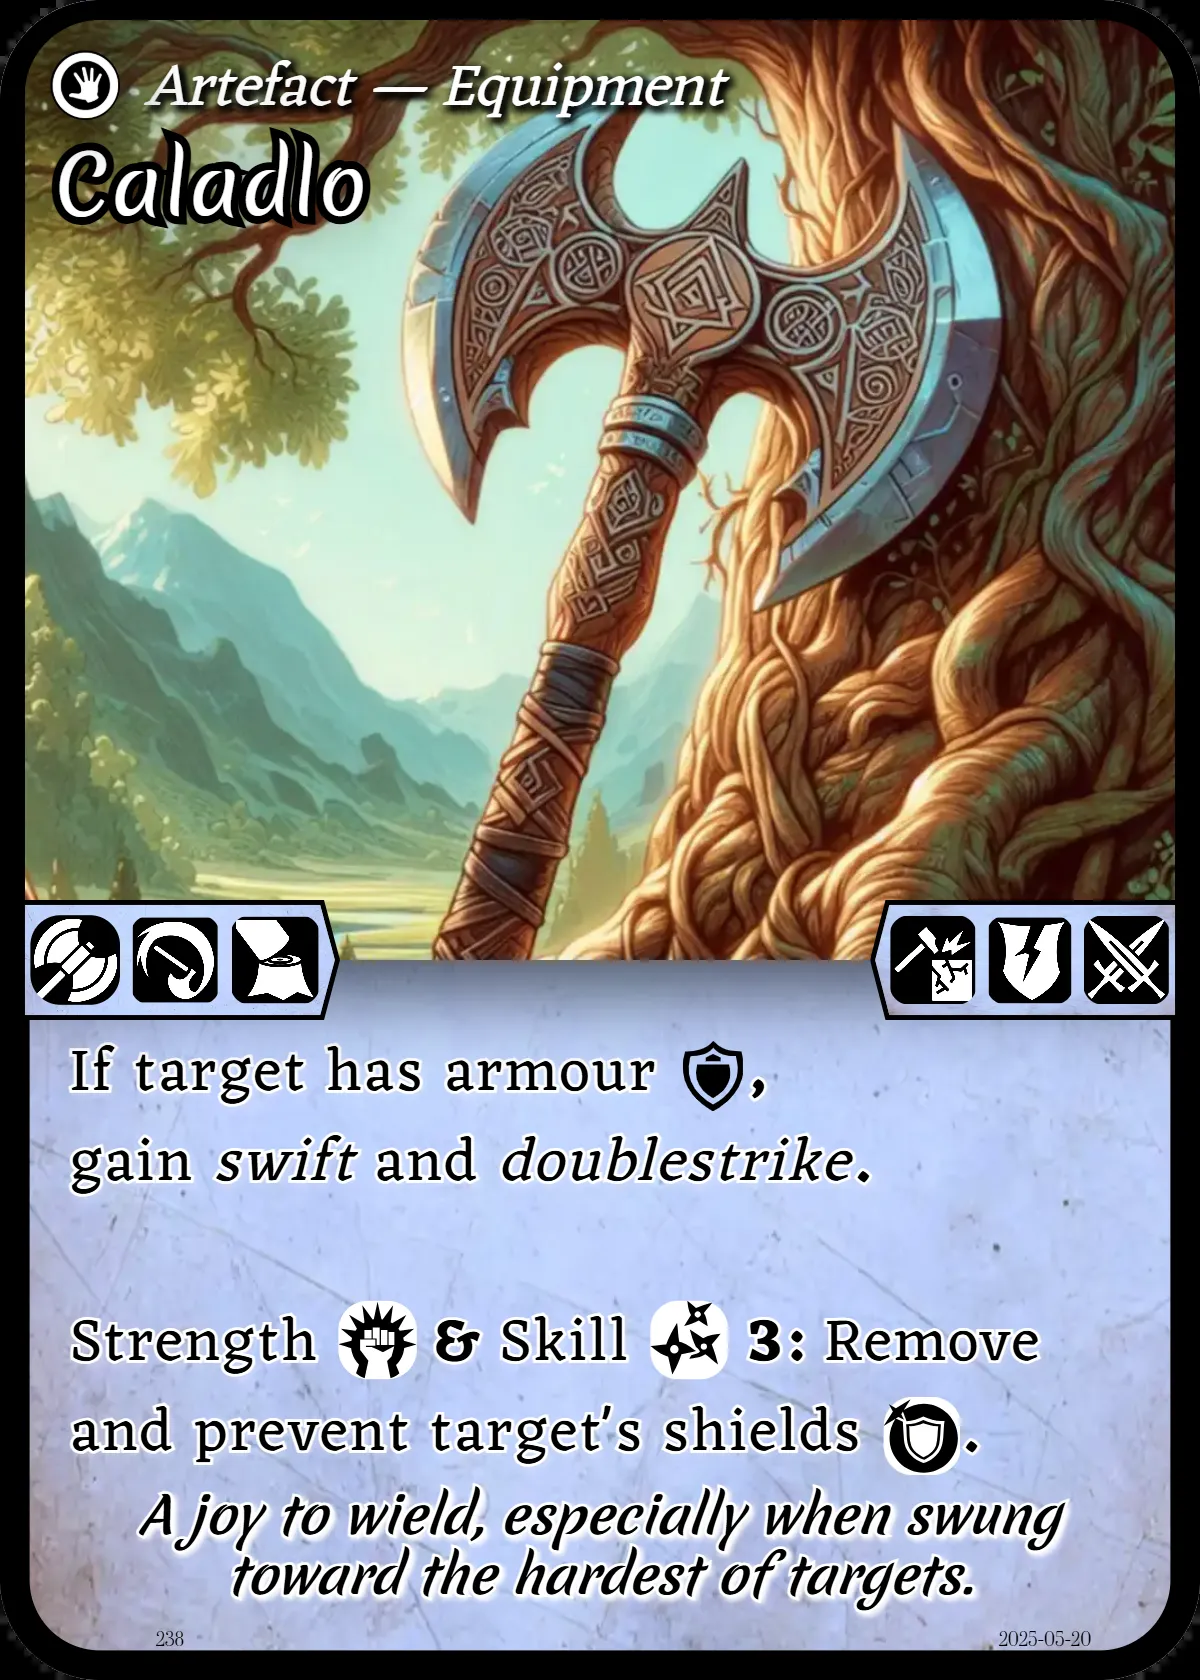 Artefact — Equipment
Caladlo
If target has armour ,
gain swift and doublestrike.
Strength & Skill 3: Remove
and prevent target's shields .
A joy to wield, especially when swung
toward the hardest of targets.
238
2025-05-20